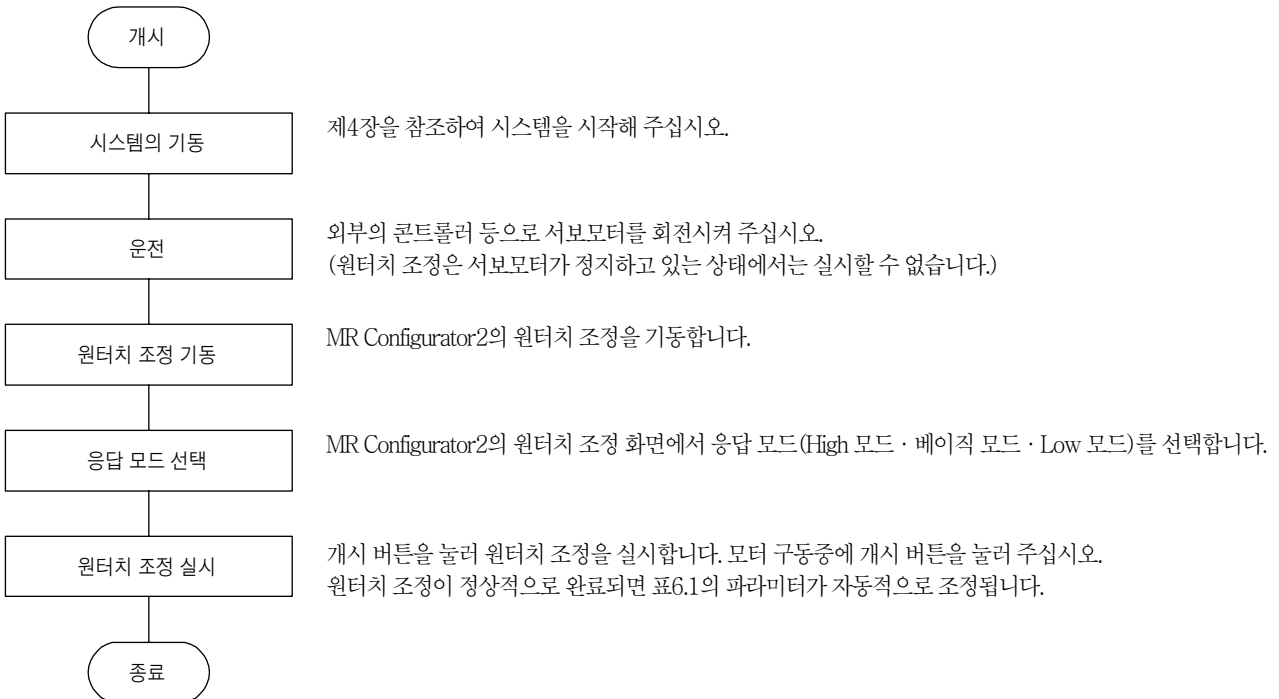 개시
시스템의 기동
제4장을 참조하여 시스템을 시작해 주십시오.
운전
외부의 콘트롤러 등으로 서보모터를 회전시켜 주십시오.
(원터치 조정은 서보모터가 정지하고 있는 상태에서는 실시할 수 없습니다.)
원터치 조정 기동
MR Configurator2의 원터치 조정을 기동합니다.
응답 모드 선택
MR Configurator2의 원터치 조정 화면에서 응답 모드(High 모드 · 베이직 모드 · Low 모드)를 선택합니다.
원터치 조정 실시
개시 버튼을 눌러 원터치 조정을 실시합니다. 모터 구동중에 개시 버튼을 눌러 주십시오.
원터치 조정이 정상적으로 완료되면 표6.1의 파라미터가 자동적으로 조정됩니다.
종료